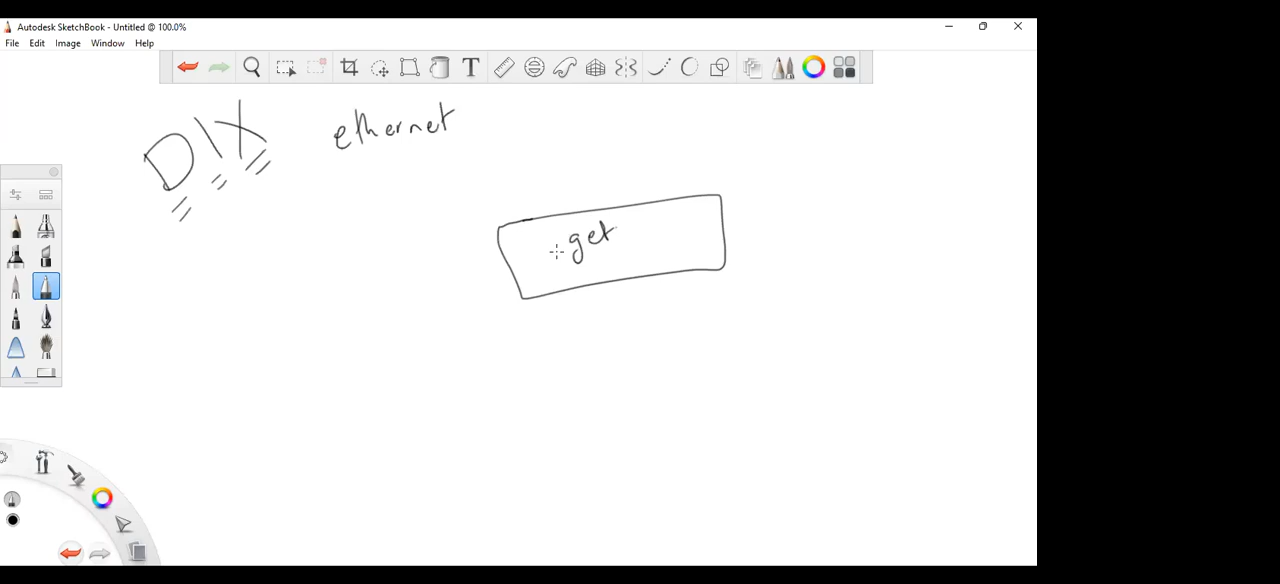 Autodesk SketchBook - Untitled @ 100.0%
File Edit Image Window Help
DIX ethernet
get